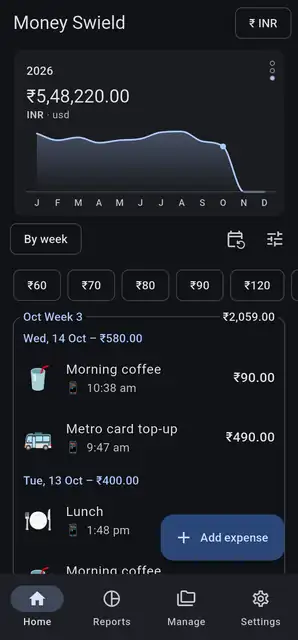 Money Swield
₹ INR
2026
₹5,48,220.00
INR · usd
J F M A M J J A S O N D
By week
₹60 ₹70 ₹80 ₹90 ₹120
Oct Week 3 ₹2,059.00
Wed, 14 Oct – ₹580.00
Morning coffee
10:38 am
₹90.00
Metro card top-up
9:47 am
₹490.00
Tue, 13 Oct – ₹400.00
Lunch
1:48 pm
+ Add expense
Morning coffee
Home Reports Manage Settings